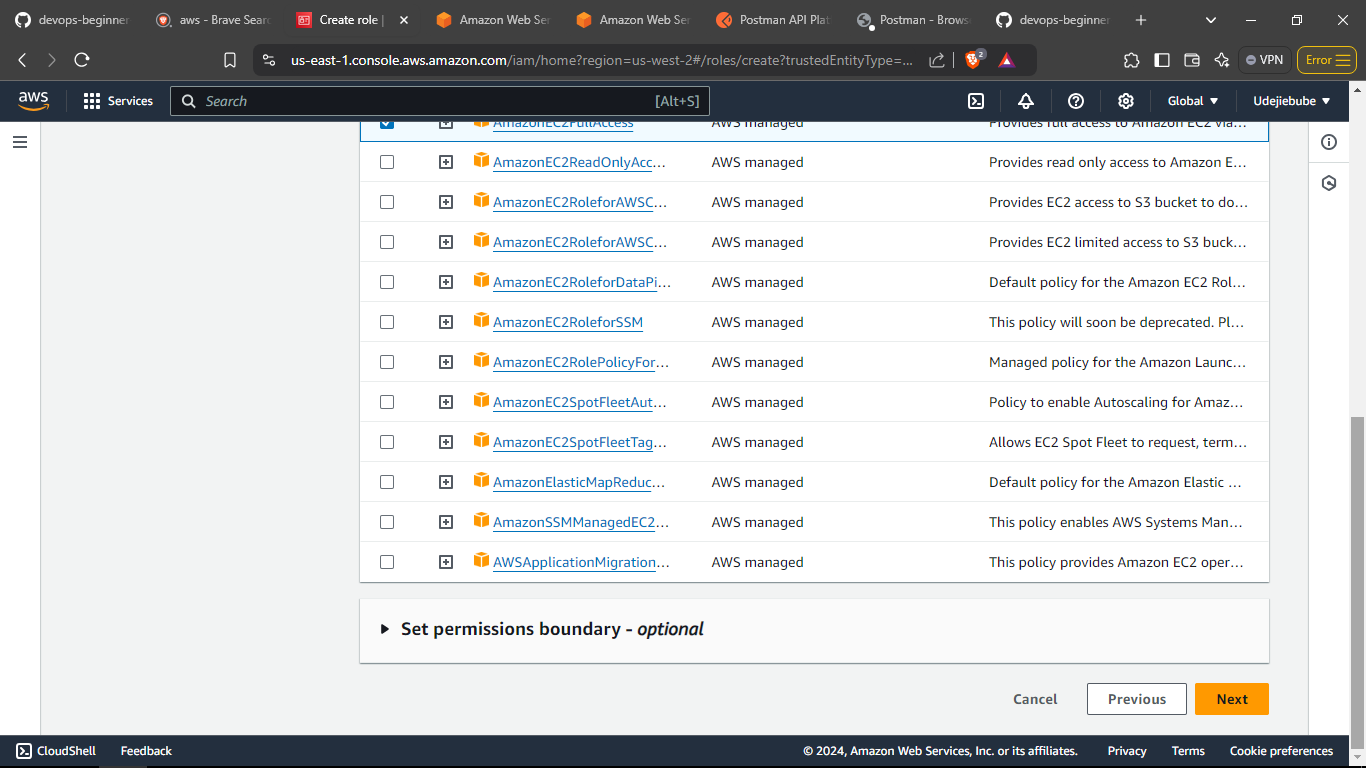 devops-beginner
aws - Brave Sear
Create role |
Amazon Web Ser
Amazon Web Ser
Postman API Plat
Postman - Brows
devops-beginner
us-east-1.console.aws.amazon.com/iam/home?region=us-west-2#/roles/create?trustedEntityType=...
2
VPN
Error
aws
Services
Search
[Alt+S]
Global
Udejiebube
AmazonEC2FullAccess AWS managed Provides full access to Amazon EC2 via...
AmazonEC2ReadOnlyAcc... AWS managed Provides read only access to Amazon E...
AmazonEC2RoleforAWSC... AWS managed Provides EC2 access to S3 bucket to do...
AmazonEC2RoleforAWSC... AWS managed Provides EC2 limited access to S3 buck...
AmazonEC2RoleforDataPi... AWS managed Default policy for the Amazon EC2 Rol...
AmazonEC2RoleforSSM AWS managed This policy will soon be deprecated. Pl...
AmazonEC2RolePolicyFor... AWS managed Managed policy for the Amazon Launc...
AmazonEC2SpotFleetAut... AWS managed Policy to enable Autoscaling for Amaz...
AmazonEC2SpotFleetTag... AWS managed Allows EC2 Spot Fleet to request, term...
AmazonElasticMapReduc... AWS managed Default policy for the Amazon Elastic ...
AmazonSSMManagedEC2... AWS managed This policy enables AWS Systems Man...
AWSApplicationMigration... AWS managed This policy provides Amazon EC2 oper...
Set permissions boundary - optional
Cancel
Previous
Next
CloudShell
Feedback
© 2024, Amazon Web Services, Inc. or its affiliates.
Privacy
Terms
Cookie preferences